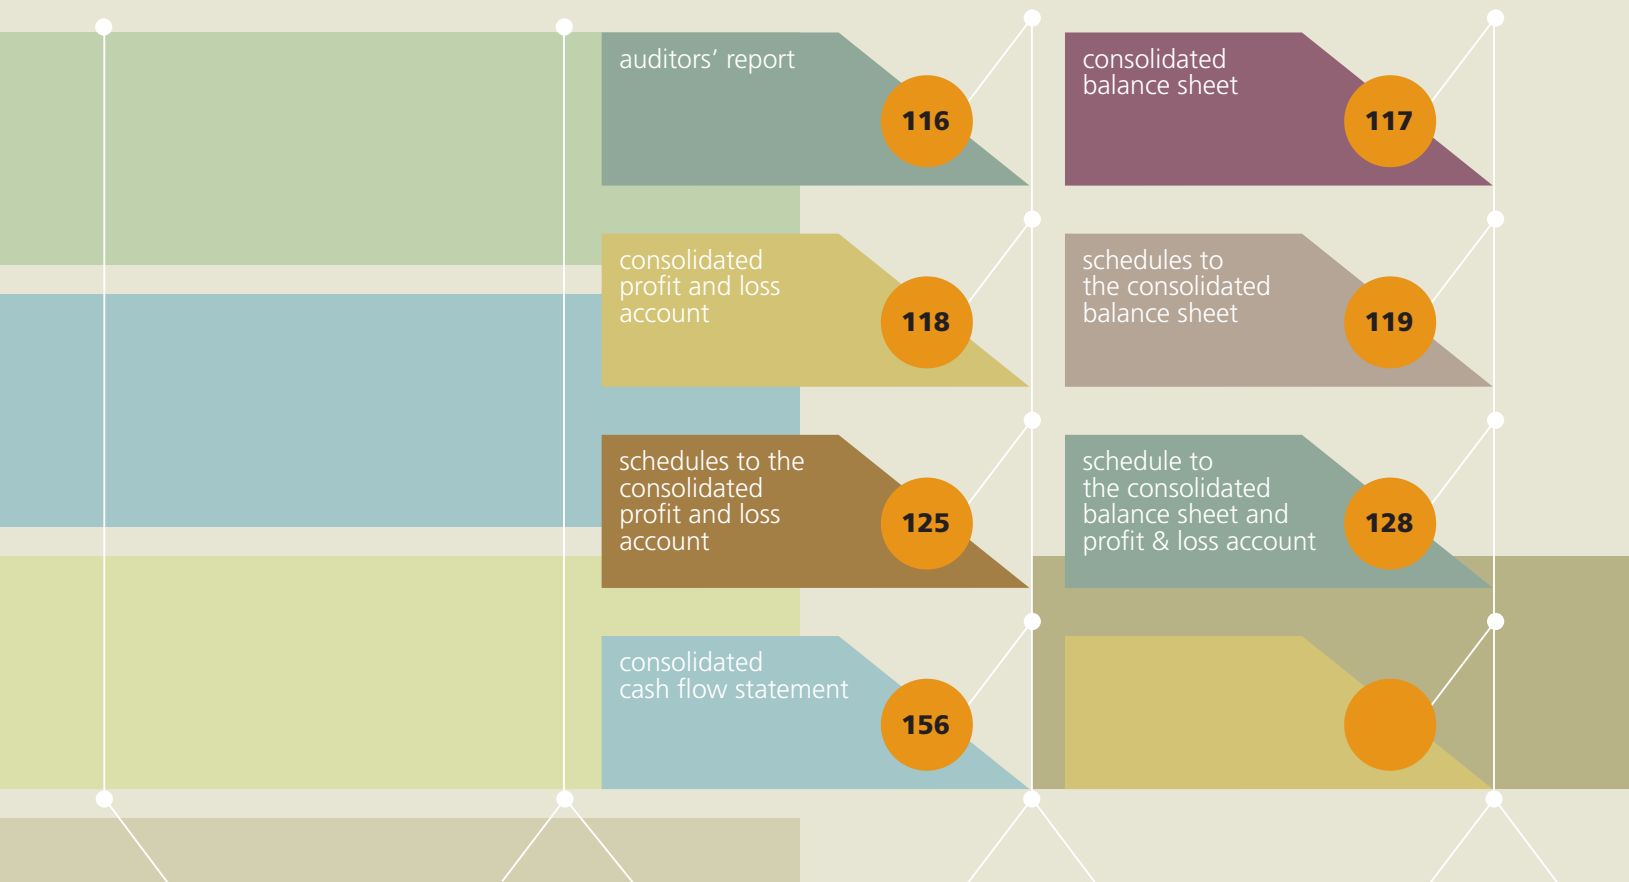 auditors’ report
116
consolidated
balance sheet
117
consolidated
profit and loss
account
118
schedules to
the consolidated
balance sheet
119
schedules to the
consolidated
profit and loss
account
125
schedule to
the consolidated
balance sheet and
profit & loss account
128
consolidated
cash flow statement
156